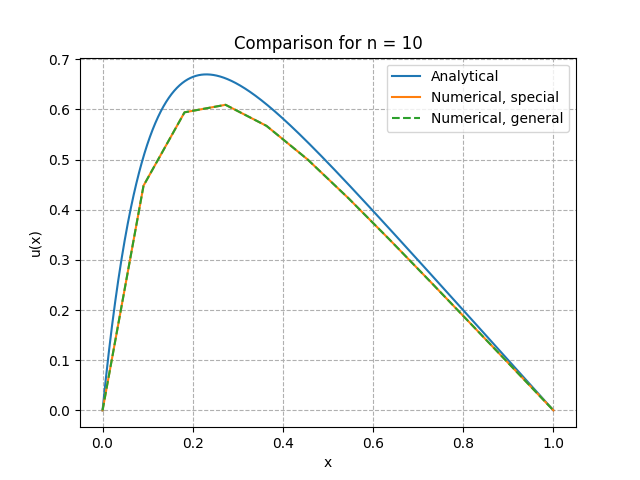 Comparison for n = 10
Analytical
Numerical, special
Numerical, general
u(x)
0.7
0.6
0.5
0.4
0.3
0.2
0.1
0.0
0.0 0.2 0.4 0.6 0.8 1.0
x